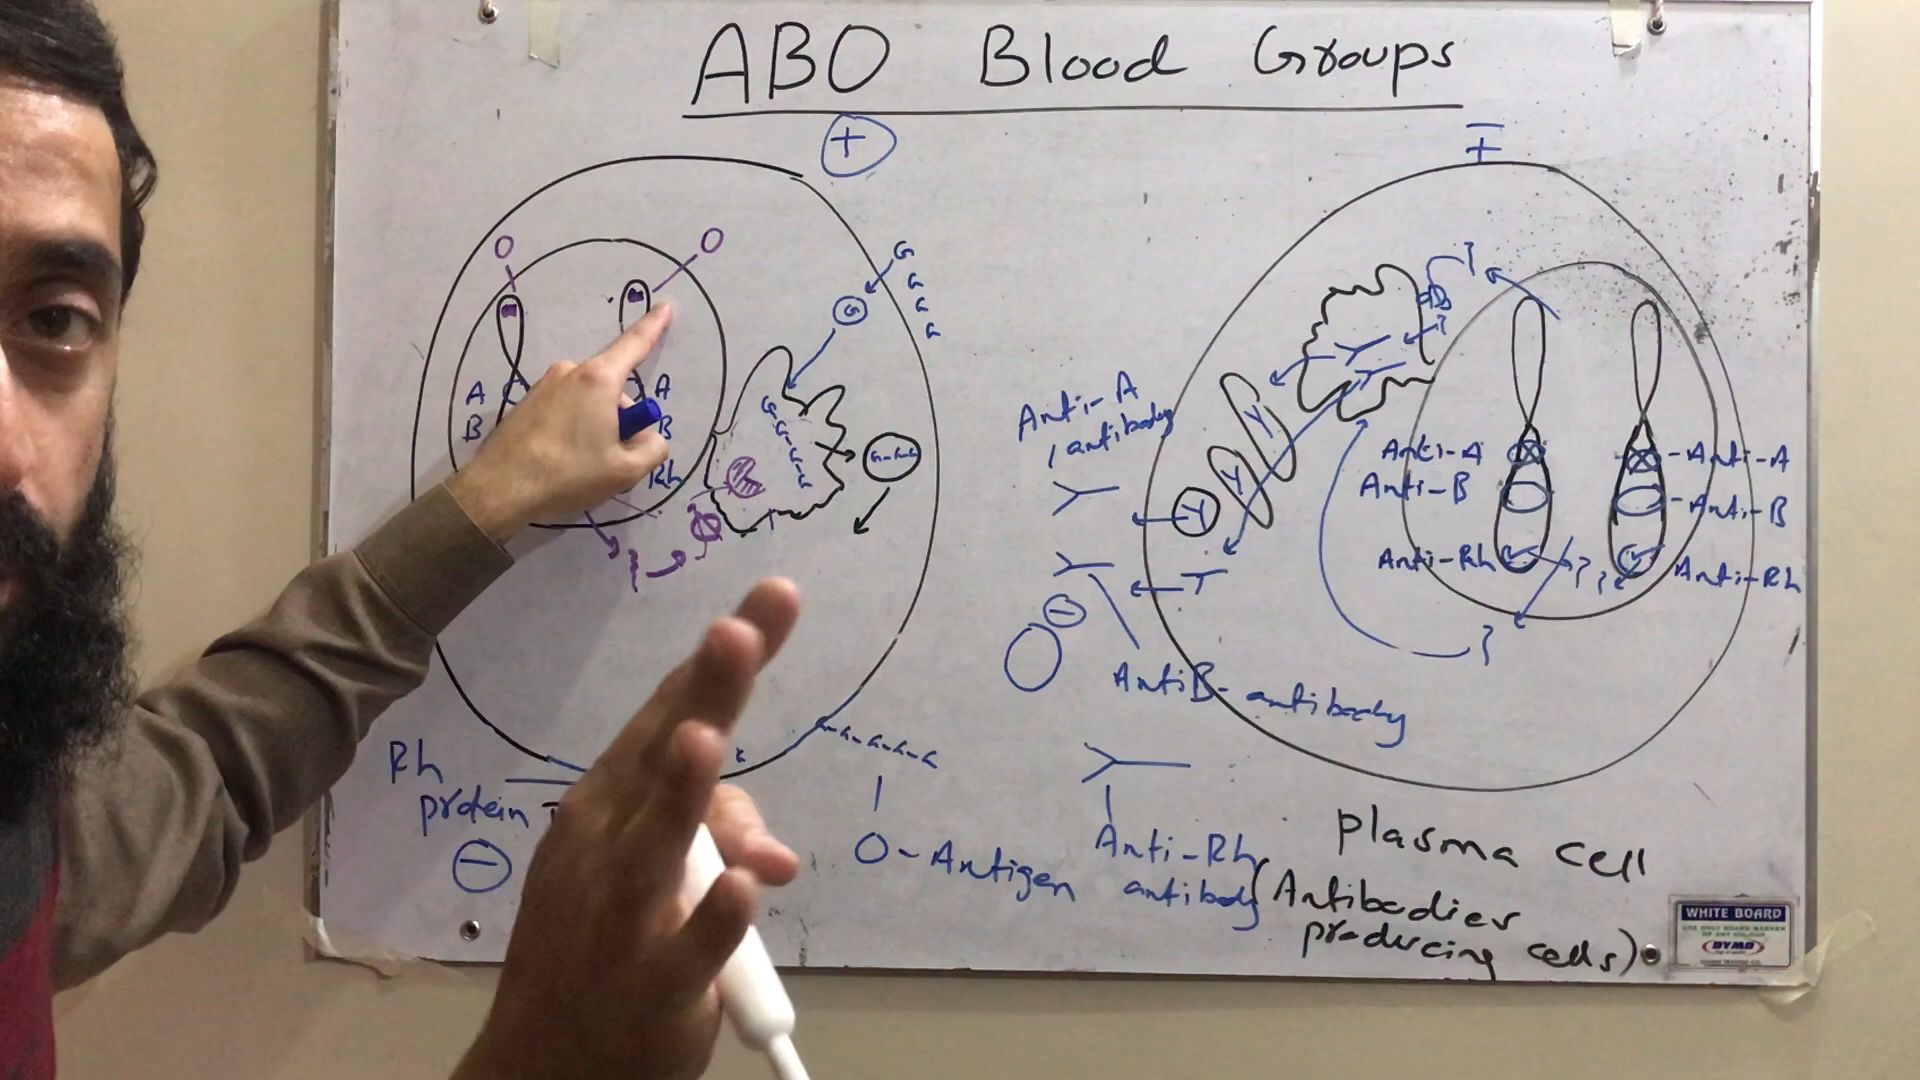 ABO Blood Groups
+
+
O O
G
G
G
G
G
A A
B B
Rh
G-G-G-G-G
G-G-G
Anti-A
antibody
Y
Y
Y
Anti-A
Anti-B
Anti-Rh
-Anti-A
-Anti-B
Anti-Rh
AntiB-antibody
Rh
protein
G-G-G-G-G
O-Antigen
Anti-Rh
antibody
plasma cell
(Antibodies
producing cells)
WHITE BOARD
DYMO